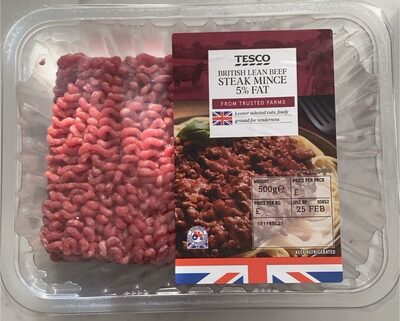 TESCO
BRITISH LEAN BEEF
STEAK MINCE
5% FAT
FROM TRUSTED FARMS
Leaner selected cuts, finely
ground for tenderness
WEIGHT
500g℮
PRICE PER PACK
£
PRICE PER KG
£
USE BY 10952
25 FEB
KEEP REFRIGERATED